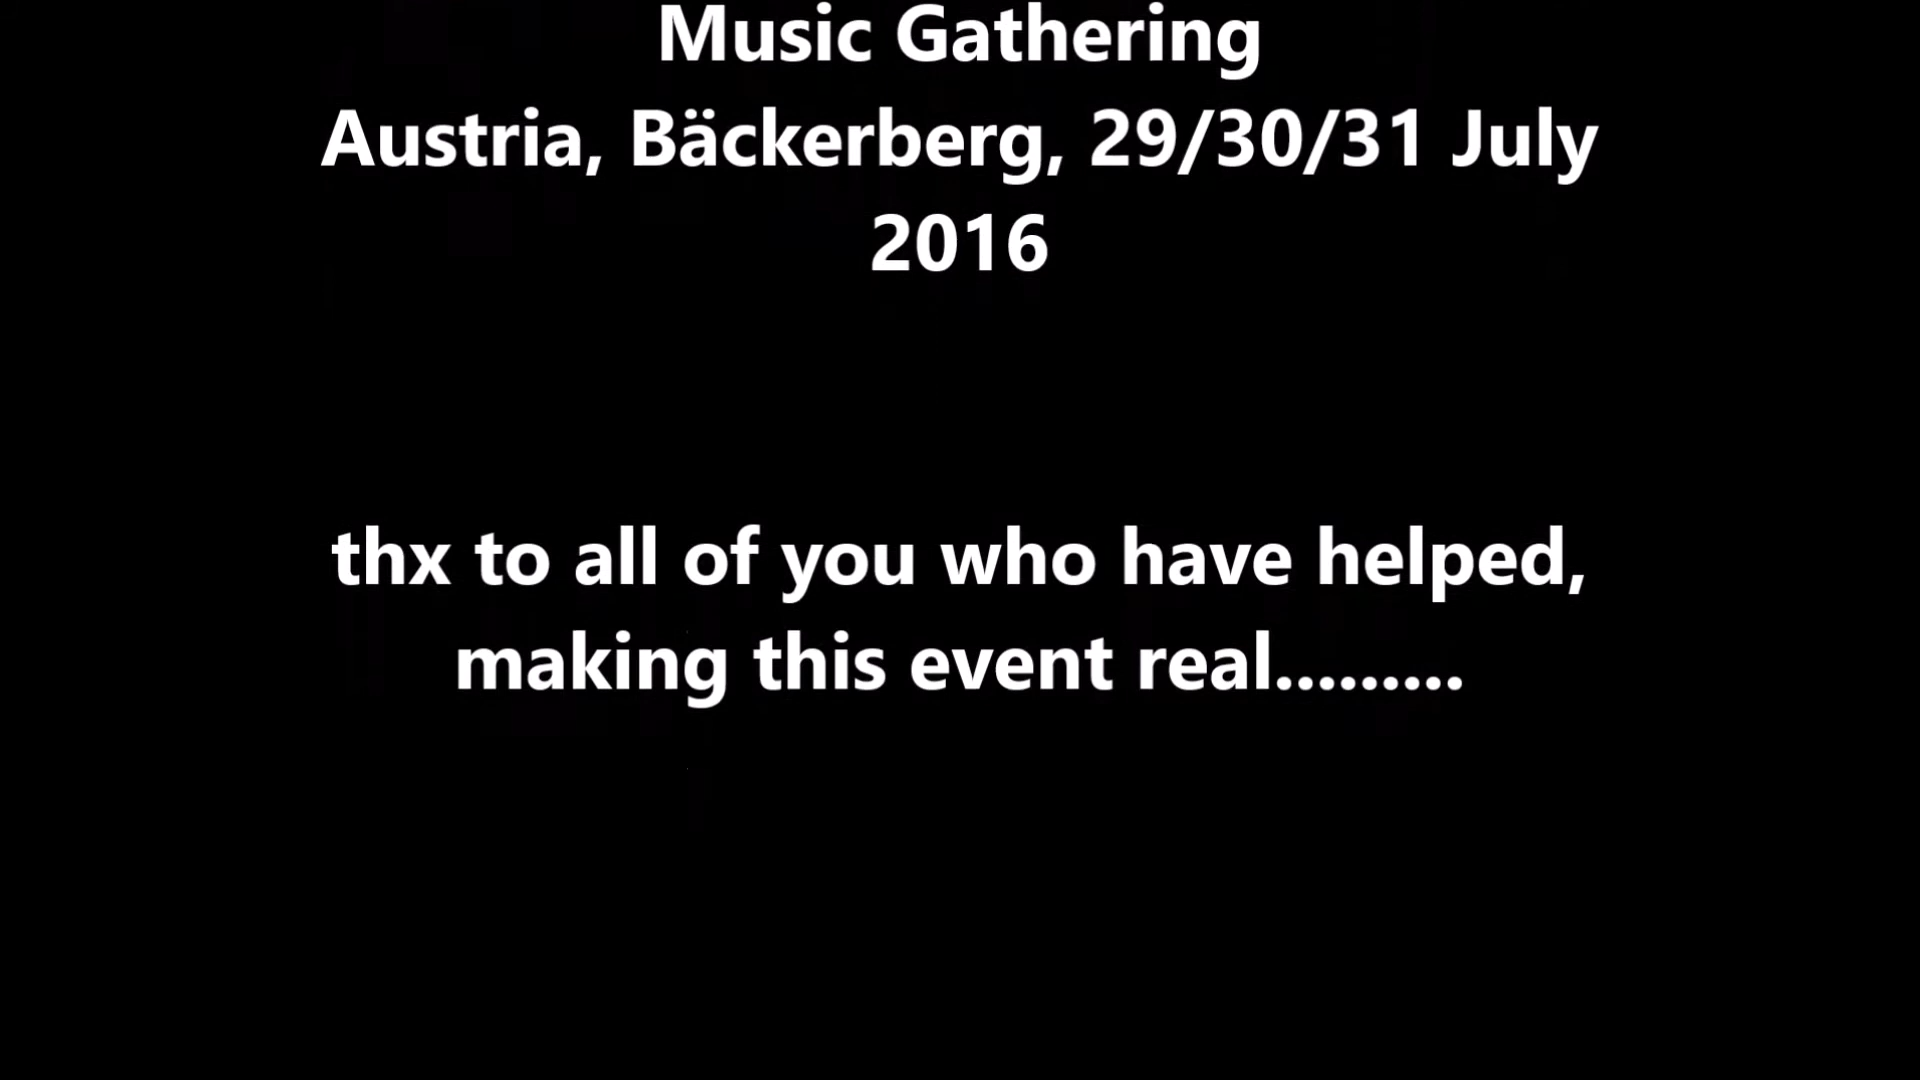 Music Gathering
Austria, Bäckerberg, 29/30/31 July
2016
thx to all of you who have helped,
making this event real.........